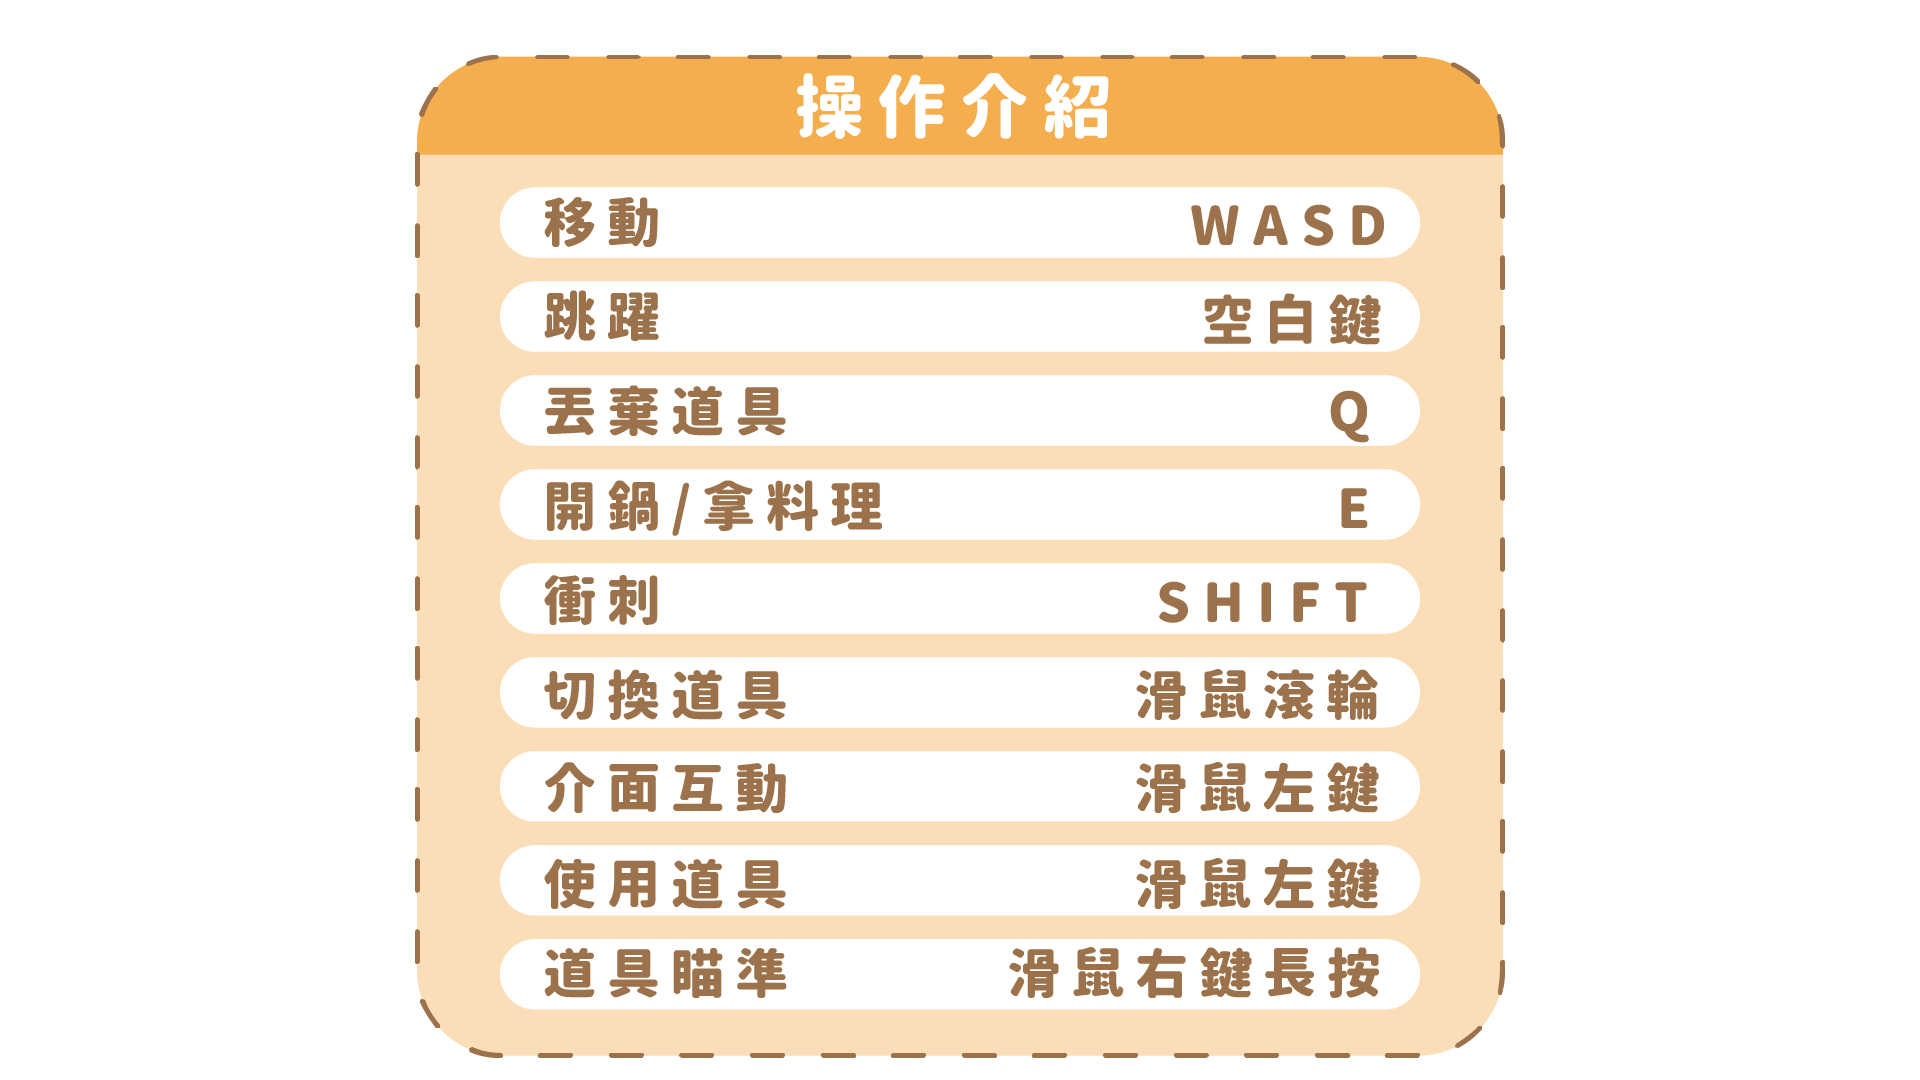 操作介紹
移動 WASD
跳躍 空白鍵
丟棄道具 Q
開鍋/拿料理 E
衝刺 SHIFT
切換道具 滑鼠滾輪
介面互動 滑鼠左鍵
使用道具 滑鼠左鍵
道具瞄準 滑鼠右鍵長按